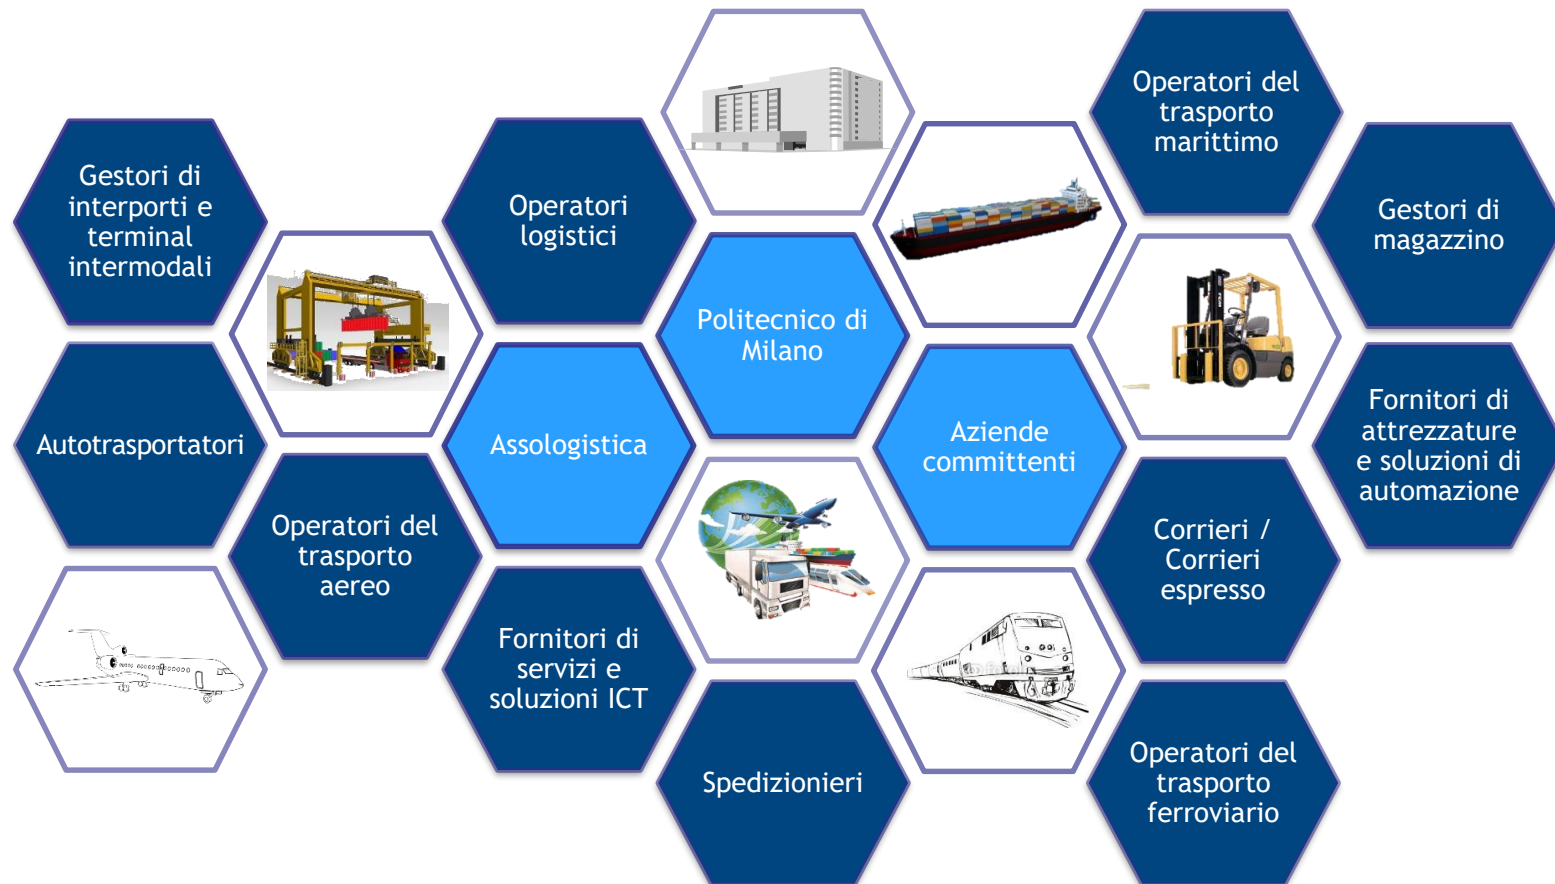 Gestori di
interporti e
terminal
intermodali
Autotrasportatori
Operatori del
trasporto
aereo
Operatori
logistici
Assologistica
Fornitori di
servizi e
soluzioni ICT
Politecnico di
Milano
Spedizionieri
Aziende
committenti
Operatori del
trasporto
marittimo
Corrieri /
Corrieri
espresso
Operatori del
trasporto
ferroviario
Gestori di
magazzino
Fornitori di
attrezzature
e soluzioni di
automazione